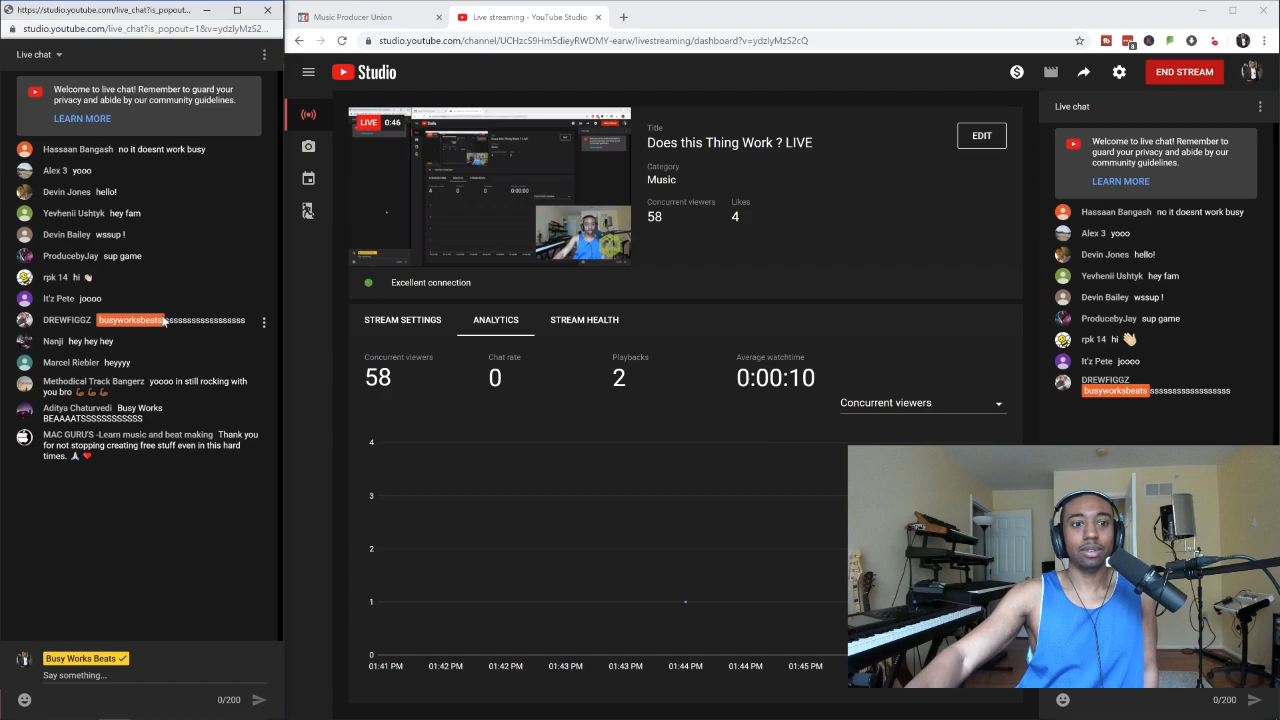 https://studio.youtube.com/live_chat?is_popout=...
studio.youtube.com/live_chat?is_popout=1&v=ydzlyMzS2...
Live chat
Welcome to live chat! Remember to guard your
privacy and abide by our community guidelines.
LEARN MORE
Hassaan Bangash no it doesnt work busy
Alex 3 yooo
Devin Jones hello!
Yevhenii Ushtyk hey fam
Devin Bailey wssup !
ProducebyJay sup game
rpk 14 hi 👋🏻
It'z Pete joooo
DREWFIGGZ busyworksbeatsssssssssssssssssssss
Nanji hey hey hey
Marcel Riebler heyyyy
Methodical Track Bangerz yoooo in still rocking with
you bro 💪🏾 💪🏾 💪🏾
Aditya Chaturvedi Busy Works
BEAAAATSSSSSSSSSSSS
MAC GURU'S -Learn music and beat making Thank you
for not stopping creating free stuff even in this hard
times. 🙏🏻 ❤️
Busy Works Beats
Say something...
0/200
Music Producer Union
Live streaming - YouTube Studio
studio.youtube.com/channel/UCHzcS9Hm5dieyRWDMY-earw/livestreaming/dashboard?v=ydzlyMzS2cQ
Studio
END STREAM
LIVE 0:46
Title
Does this Thing Work ? LIVE
EDIT
Category
Music
Concurrent viewers
Likes
58
4
Excellent connection
STREAM SETTINGS
ANALYTICS
STREAM HEALTH
Concurrent viewers
Chat rate
Playbacks
Average watchtime
58
0
2
0:00:10
Concurrent viewers
4
3
2
1
0
01:41 PM
01:42 PM
01:42 PM
01:43 PM
01:43 PM
01:44 PM
01:44 PM
01:45 PM
Live chat
Welcome to live chat! Remember to
guard your privacy and abide by our
community guidelines.
LEARN MORE
Hassaan Bangash no it doesnt work busy
Alex 3 yooo
Devin Jones hello!
Yevhenii Ushtyk hey fam
Devin Bailey wssup !
ProducebyJay sup game
rpk 14 hi 👋🏻
It'z Pete joooo
DREWFIGGZ
busyworksbeatsssssssssssssssssssss
0/200